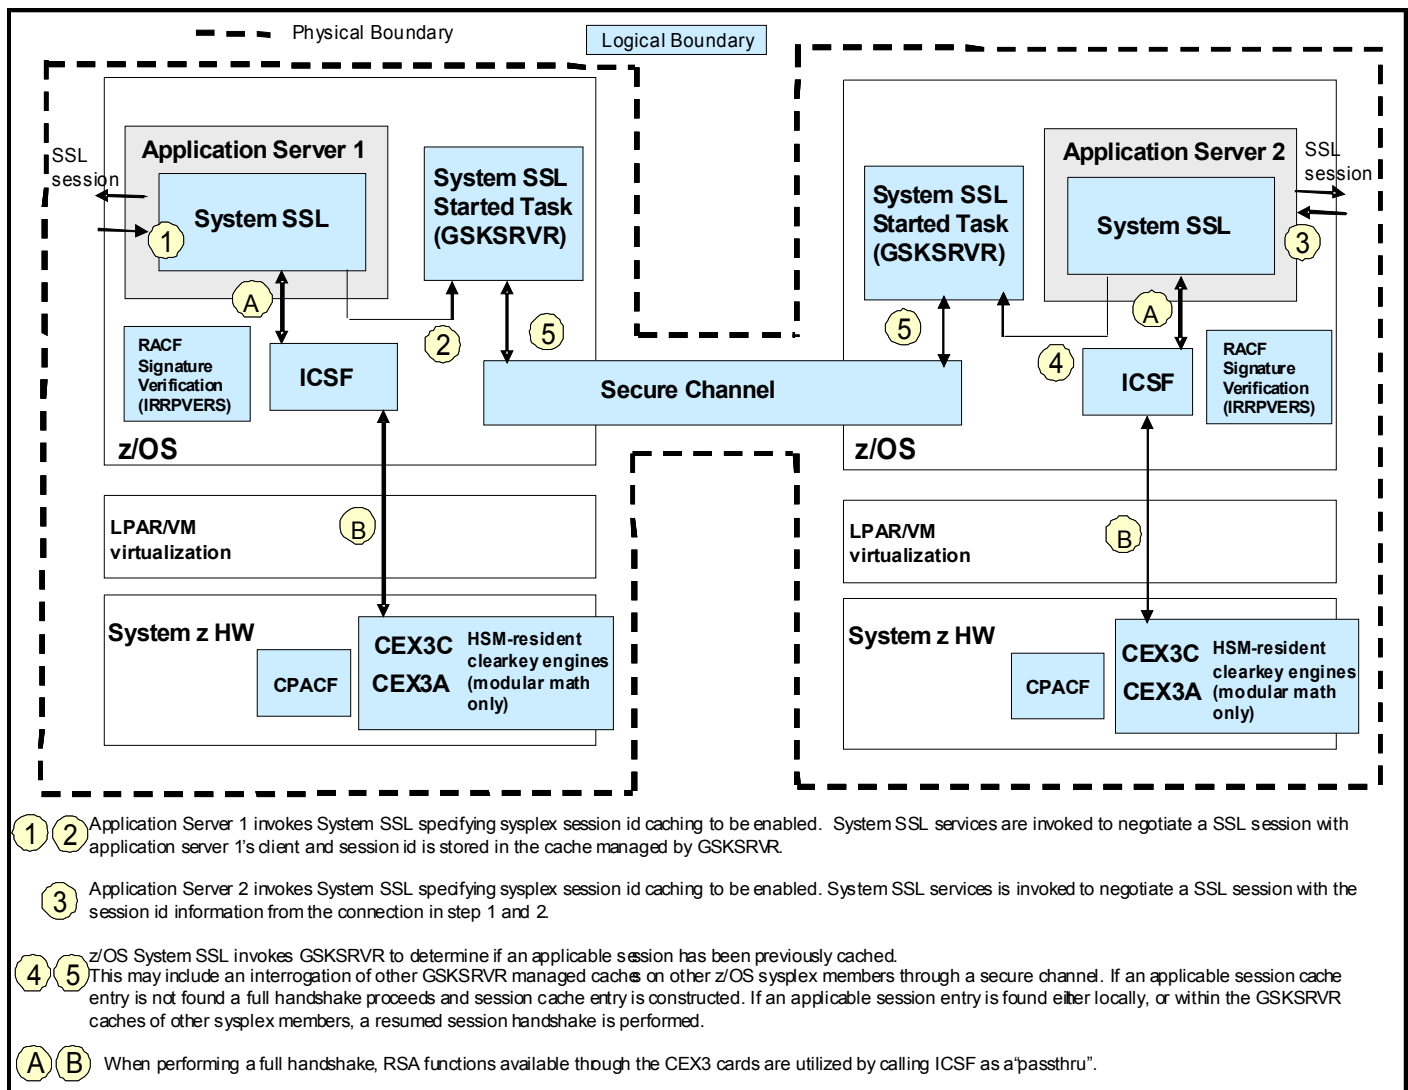 Physical Boundary
Logical Boundary
Application Server 1
SSL
session
System SSL
1
System SSL
Started Task
(GSKSRVR)
A
2
5
RACF
Signature
Verification
(IRRPVERS)
ICSF
z/OS
Secure Channel
Application Server 2
SSL
session
System SSL
3
System SSL
Started Task
(GSKSRVR)
A
5
4
ICSF
RACF
Signature
Verification
(IRRPVERS)
z/OS
LPAR/VM
virtualization
B
LPAR/VM
virtualization
B
System z HW
CPACF
CEX3C
CEX3A
HSM-resident
clearkey engines
(modular math
only)
System z HW
CPACF
CEX3C
CEX3A
HSM-resident
clearkey engines
(modular math
only)
1 2 Application Server 1 invokes System SSL specifying sysplex session id caching to be enabled. System SSL services are invoked to negotiate a SSL session with
application server 1's client and session id is stored in the cache managed by GSKSRVR.
3 Application Server 2 invokes System SSL specifying sysplex session id caching to be enabled. System SSL services is invoked to negotiate a SSL session with the
session id information from the connection in step 1 and 2.
4 5 z/OS System SSL invokes GSKSRVR to determine if an applicable session has been previously cached.
This may include an interrogation of other GSKSRVR managed caches on other z/OS sysplex members through a secure channel. If an applicable session cache
entry is not found a full handshake proceeds and session cache entry is constructed. If an applicable session entry is found either locally, or within the GSKSRVR
caches of other sysplex members, a resumed session handshake is performed.
A B When performing a full handshake, RSA functions available through the CEX3 cards are utilized by calling ICSF as a "passthru".